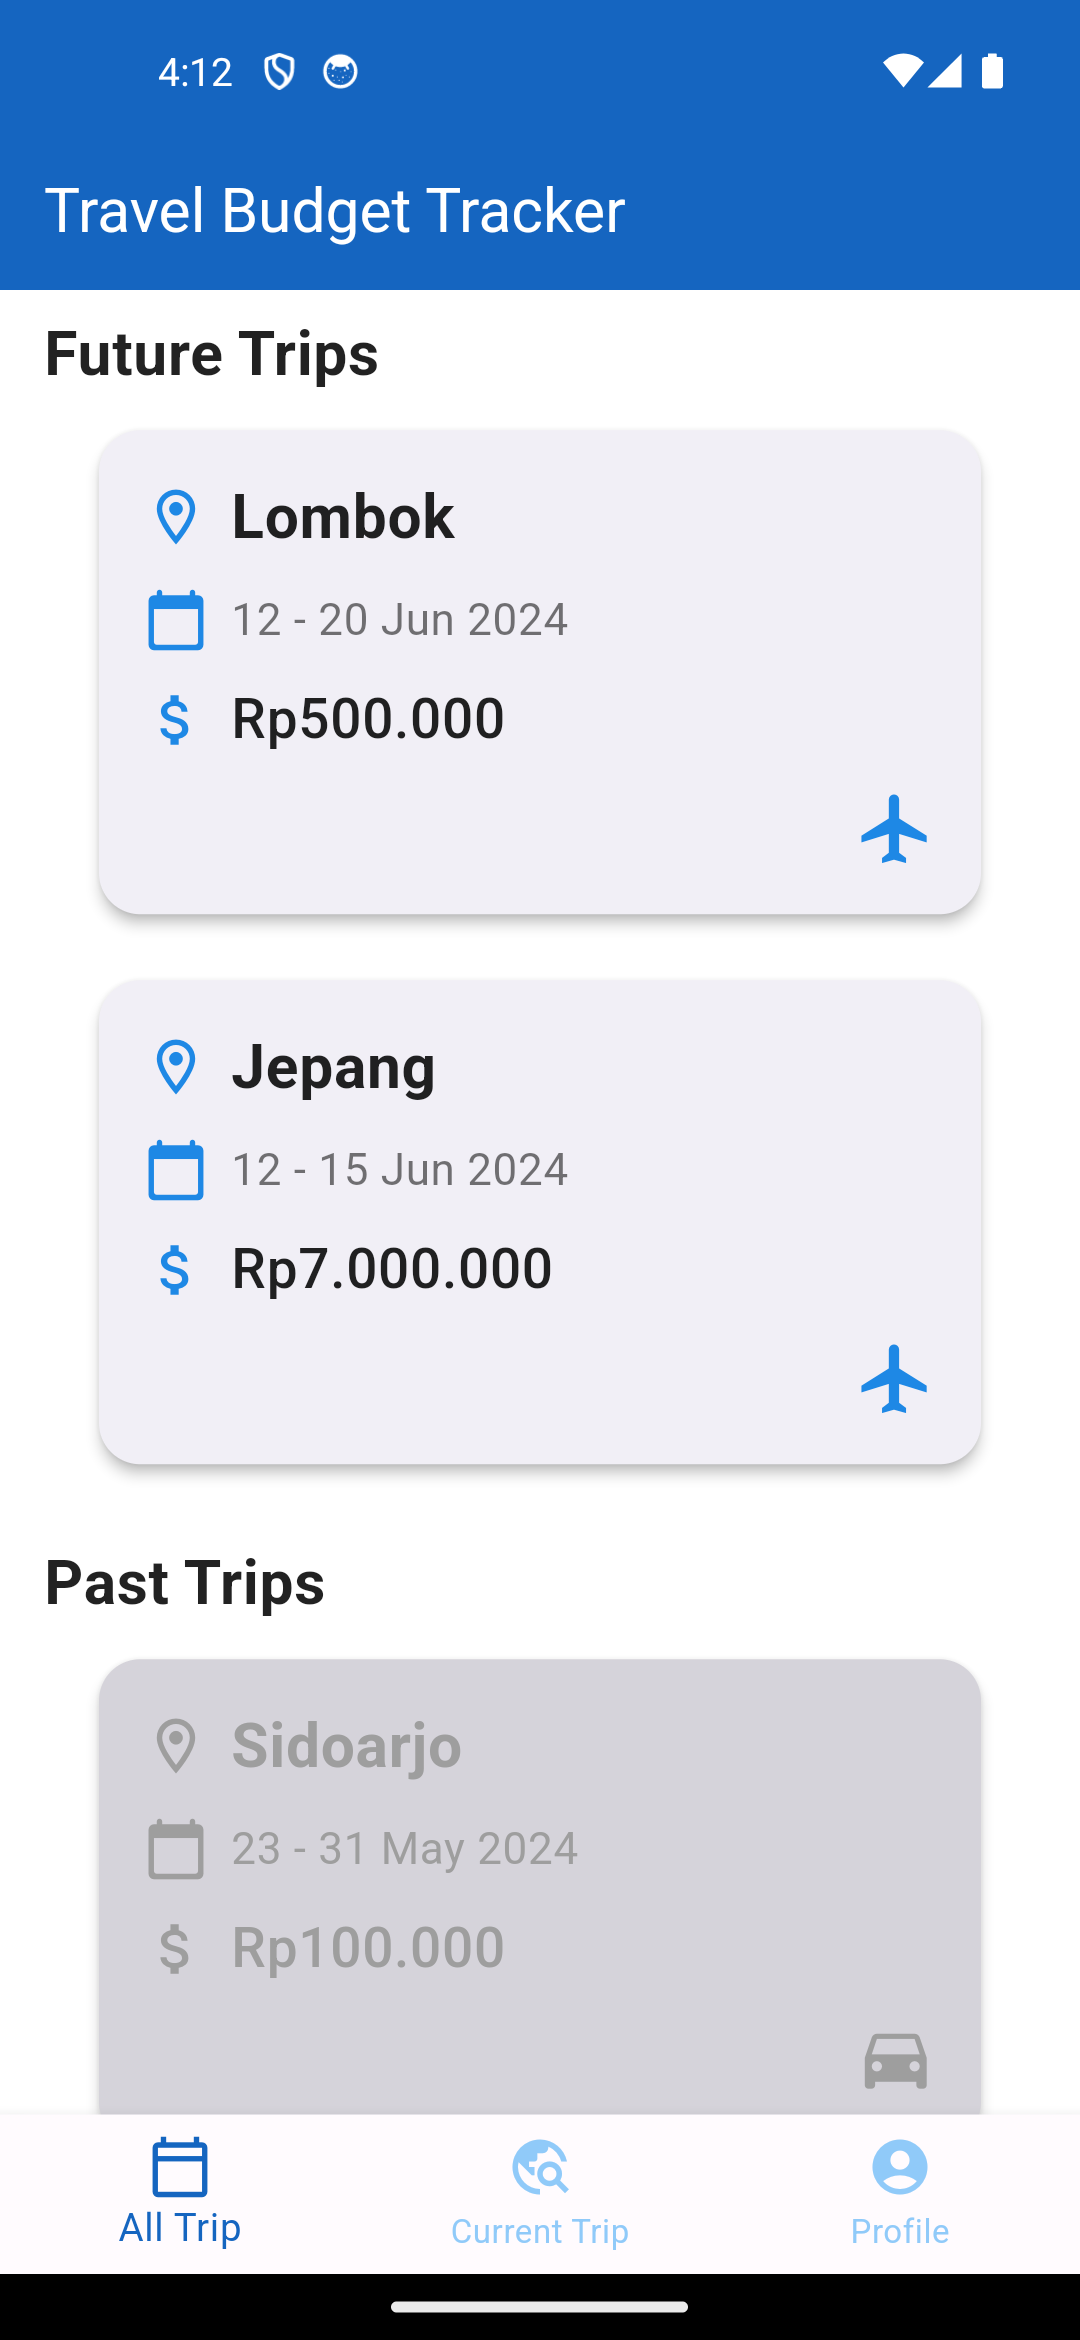 4:12
Travel Budget Tracker
Future Trips
Lombok
12 - 20 Jun 2024
Rp500.000
Jepang
12 - 15 Jun 2024
Rp7.000.000
Past Trips
Sidoarjo
23 - 31 May 2024
Rp100.000
All Trip
Current Trip
Profile